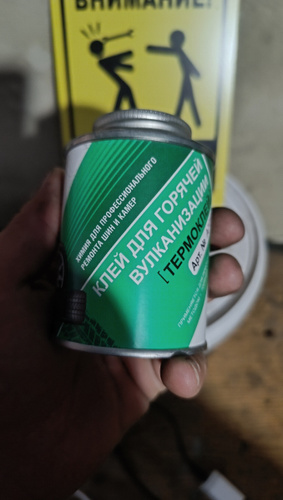 ВНИМАНИЕ!
ХИМИЯ ДЛЯ ПРОФЕССИОНАЛЬНОГО
РЕМОНТА ШИН И КАМЕР
КЛЕЙ ДЛЯ ГОРЯЧЕЙ
ВУЛКАНИЗАЦИИ
[ТЕРМОКЛЕ
Арт. №